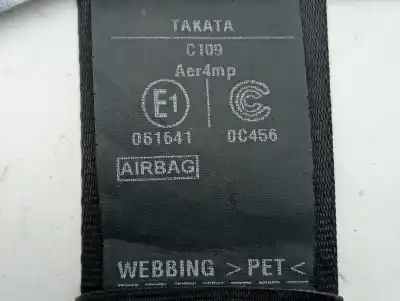 TAKATA
C109
Aer4mp
E1
061641 0C456
AIRBAG
WEBBING >PET<